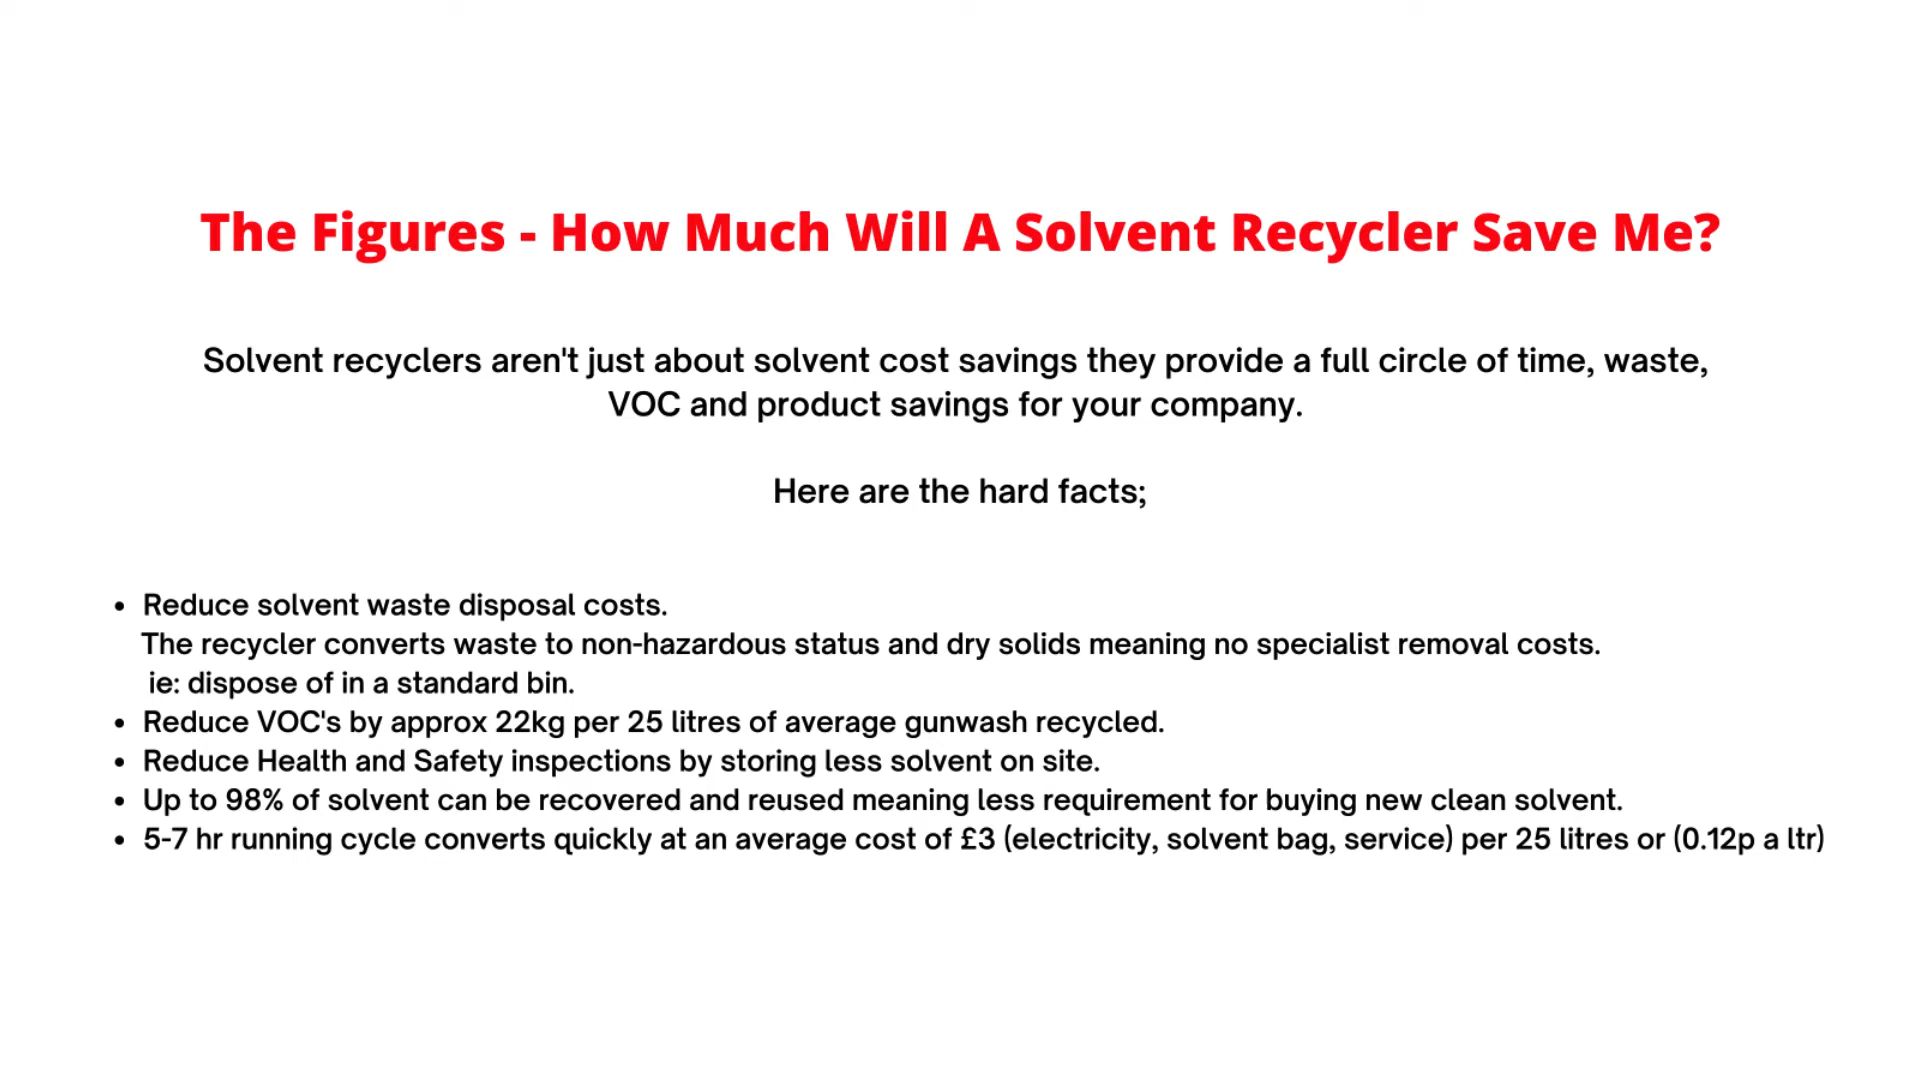 The Figures - How Much Will A Solvent Recycler Save Me?
Solvent recyclers aren't just about solvent cost savings they provide a full circle of time, waste,
VOC and product savings for your company.
Here are the hard facts;
• Reduce solvent waste disposal costs.
The recycler converts waste to non-hazardous status and dry solids meaning no specialist removal costs.
ie: dispose of in a standard bin.
• Reduce VOC's by approx 22kg per 25 litres of average gunwash recycled.
• Reduce Health and Safety inspections by storing less solvent on site.
• Up to 98% of solvent can be recovered and reused meaning less requirement for buying new clean solvent.
• 5-7 hr running cycle converts quickly at an average cost of £3 (electricity, solvent bag, service) per 25 litres or (0.12p a ltr)